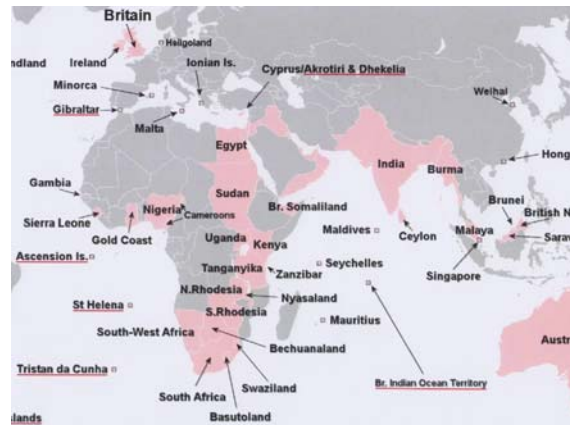 Britain
Heligoland
Ireland
ndland
Ionian Is.
Cyprus/Akrotiri & Dhekelia
Minorca
Gibraltar
Malta
Weihai
Hong
Egypt
India
Burma
Sudan
Gambia
Nigeria
Cameroons
Br. Somaliland
Brunei
British N
Sierra Leone
Gold Coast
Maldives
Ceylon
Malaya
Sarav
Uganda
Kenya
Ascension Is.
Seychelles
Singapore
Tanganyika
Zanzibar
N.Rhodesia
Nyasaland
St Helena
S.Rhodesia
Mauritius
South-West Africa
Bechuanaland
Austr
Tristan da Cunha
Swaziland
Br. Indian Ocean Territory
South Africa
Basutoland
lands